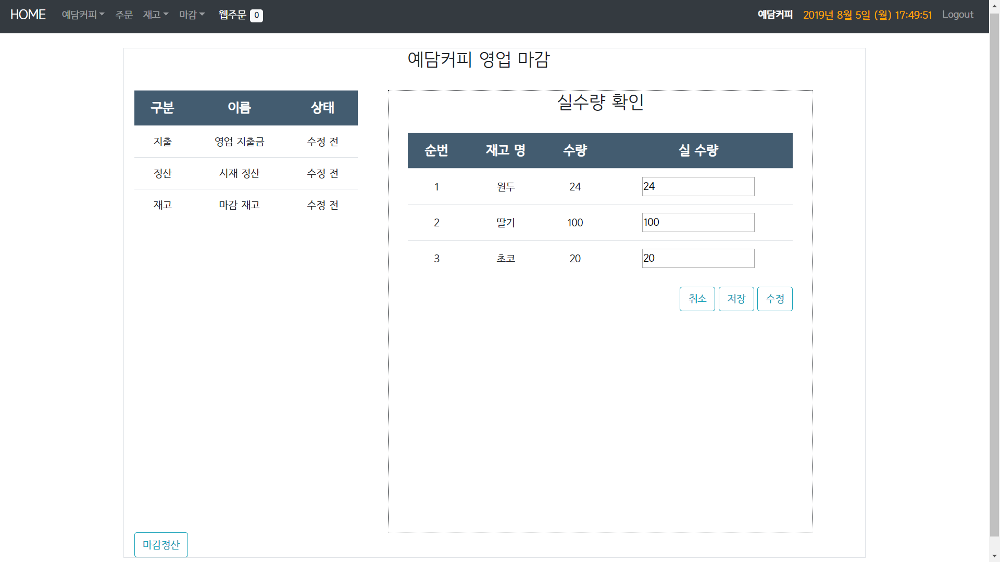 HOME 예담커피 주문 재고 마감 웹주문 0 예담커피 2019년 8월 5일 (월) 17:49:51 Logout
예담커피 영업 마감
구분 이름 상태
지출 영업 지출금 수정 전
정산 시재 정산 수정 전
재고 마감 재고 수정 전
실수량 확인
순번 재고 명 수량 실 수량
1 원두 24 24
2 딸기 100 100
3 초코 20 20
취소 저장 수정
마감정산